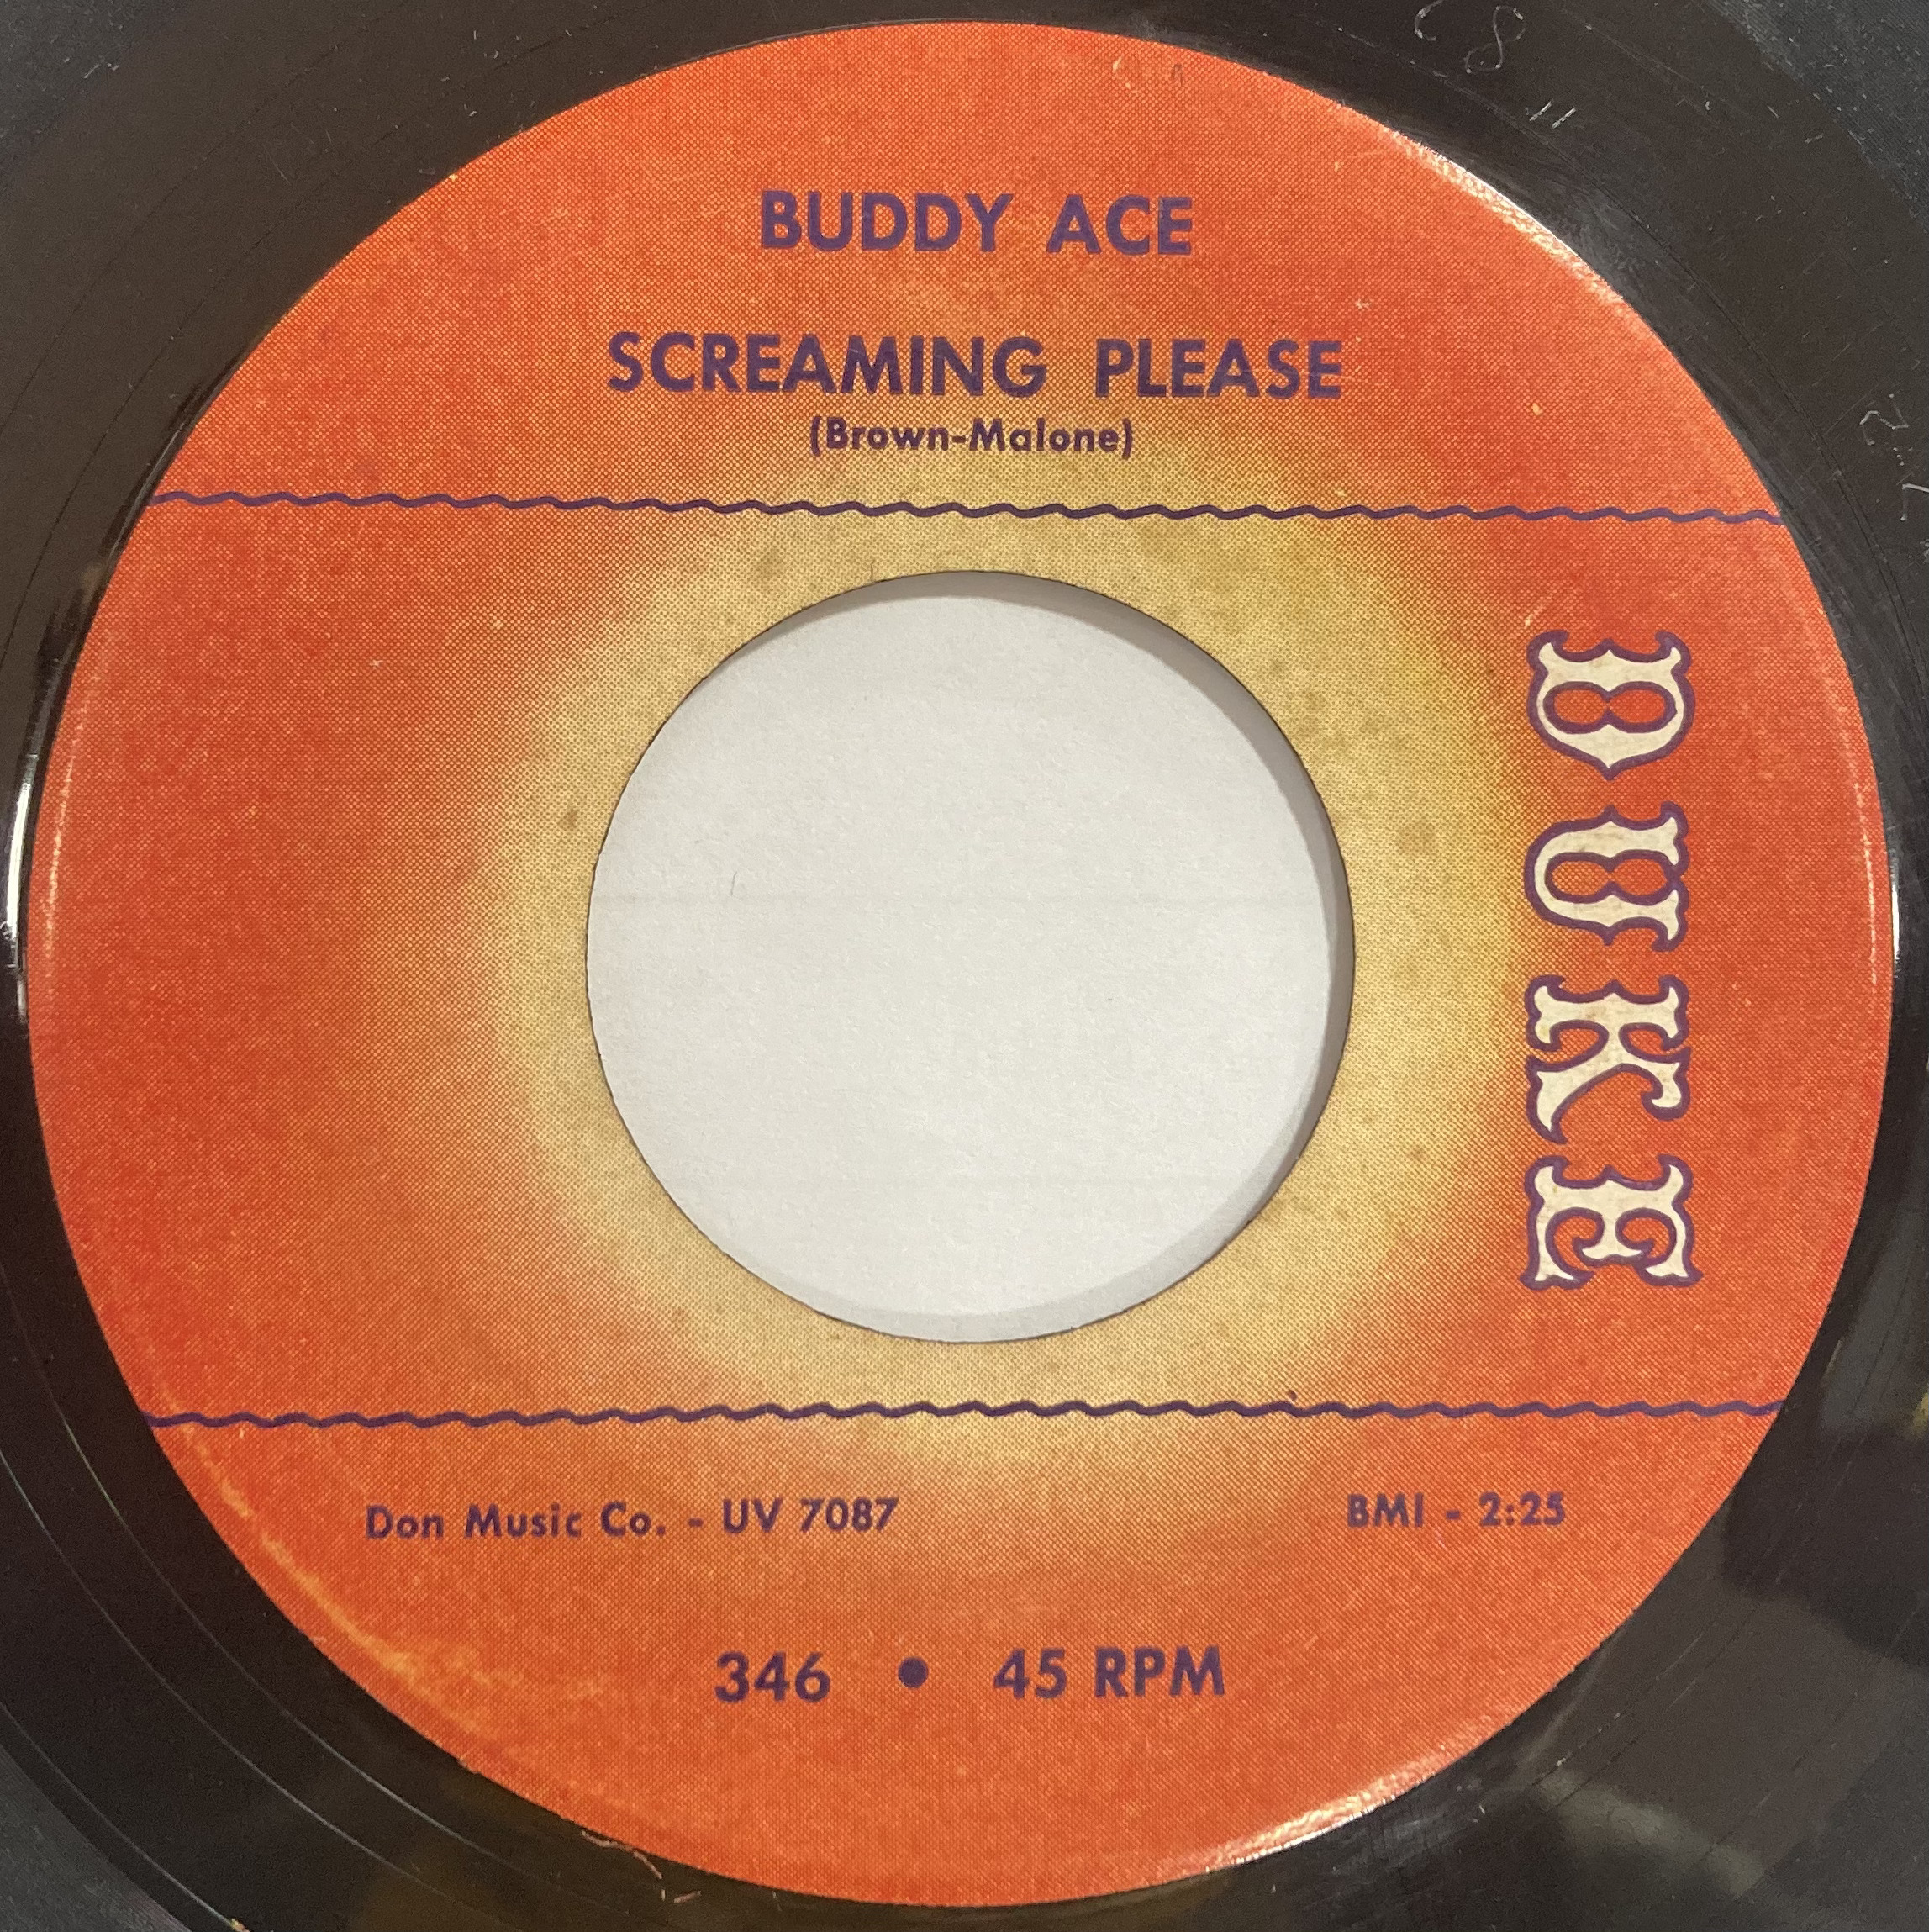 BUDDY ACE
SCREAMING PLEASE
(Brown-Malone)
DUKE
Don Music Co. - UV 7087
BMI - 2:25
346 • 45 RPM